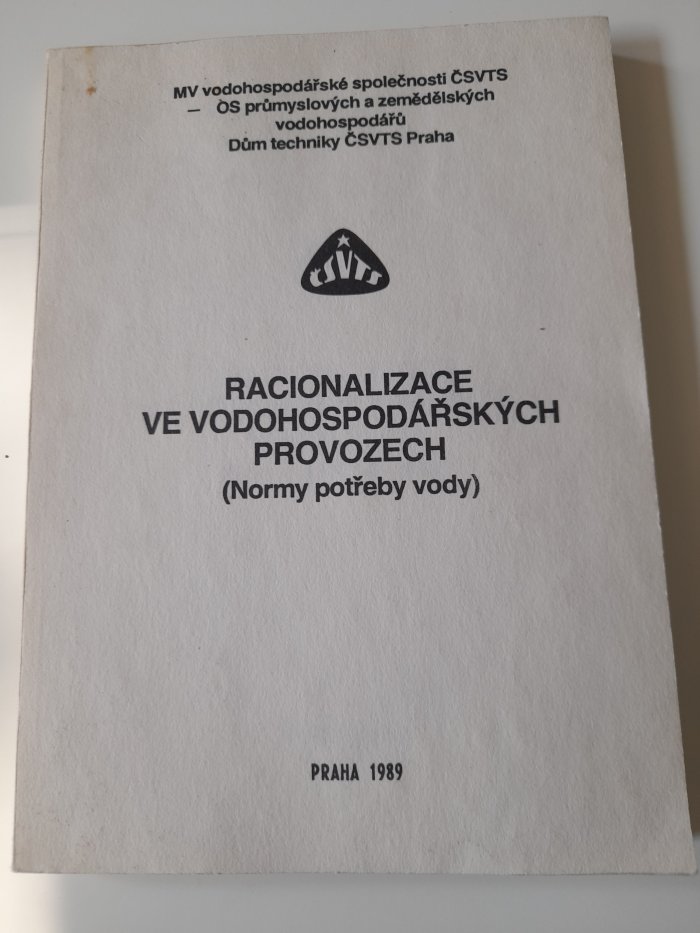 MV vodohospodářské společnosti ČSVTS
— OS průmyslových a zemědělských
vodohospodářů
Dům techniky ČSVTS Praha
ČSVTS
RACIONALIZACE
VE VODOHOSPODÁŘSKÝCH
PROVOZECH
(Normy potřeby vody)
PRAHA 1989